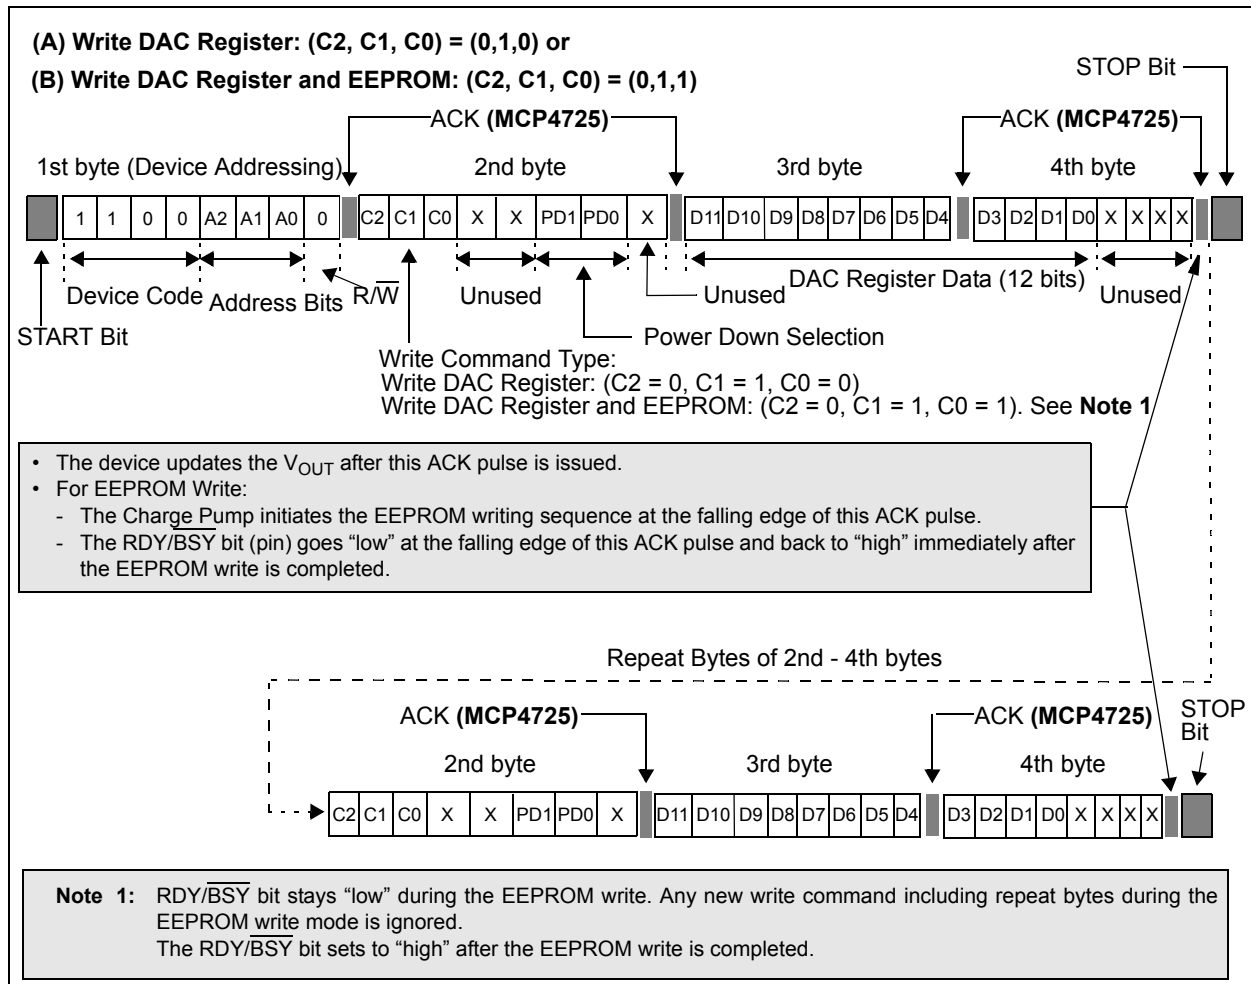 (A) Write DAC Register: (C2, C1, C0) = (0,1,0) or
(B) Write DAC Register and EEPROM: (C2, C1, C0) = (0,1,1)
STOP Bit
ACK (MCP4725)
ACK (MCP4725)
1st byte (Device Addressing)
2nd byte
3rd byte
4th byte
1 1 0 0 A2 A1 A0 0
C2 C1 C0 X X PD1 PD0 X
D11 D10 D9 D8 D7 D6 D5 D4
D3 D2 D1 D0 X X X X
Device Code
Address Bits
R/W̅
Unused
Unused
DAC Register Data (12 bits)
Unused
START Bit
Power Down Selection
Write Command Type:
Write DAC Register: (C2 = 0, C1 = 1, C0 = 0)
Write DAC Register and EEPROM: (C2 = 0, C1 = 1, C0 = 1). See Note 1
• The device updates the VOUT after this ACK pulse is issued.
• For EEPROM Write:
- The Charge Pump initiates the EEPROM writing sequence at the falling edge of this ACK pulse.
- The RDY/B̅S̅Y̅ bit (pin) goes “low” at the falling edge of this ACK pulse and back to “high” immediately after
the EEPROM write is completed.
Repeat Bytes of 2nd - 4th bytes
ACK (MCP4725)
ACK (MCP4725)
STOP
Bit
2nd byte
3rd byte
4th byte
C2 C1 C0 X X PD1 PD0 X
D11 D10 D9 D8 D7 D6 D5 D4
D3 D2 D1 D0 X X X X
Note 1: RDY/B̅S̅Y̅ bit stays “low” during the EEPROM write. Any new write command including repeat bytes during the
EEPROM write mode is ignored.
The RDY/B̅S̅Y̅ bit sets to “high” after the EEPROM write is completed.